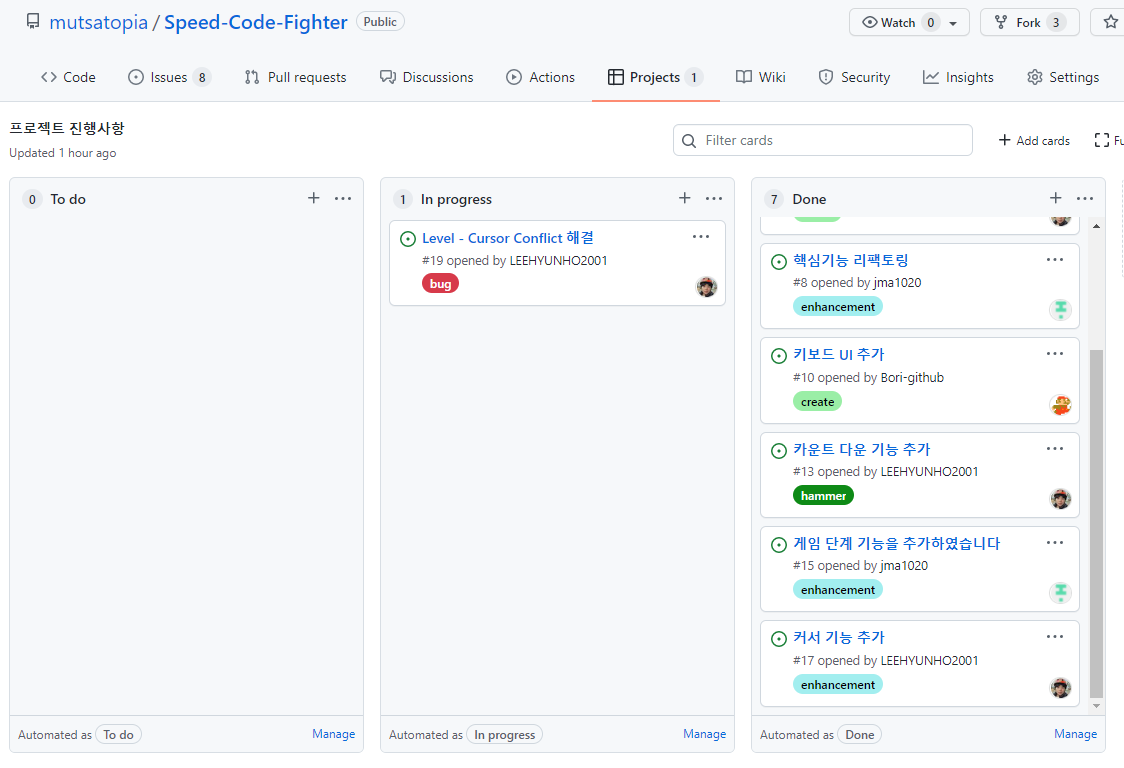 mutsatopia / Speed-Code-Fighter Public
Watch 0 Fork 3
Code Issues 8 Pull requests Discussions Actions Projects 1 Wiki Security Insights Settings
프로젝트 진행사항
Updated 1 hour ago
Filter cards
+ Add cards
Fu
0 To do
Automated as To do Manage
1 In progress
Level - Cursor Conflict 해결
#19 opened by LEEHYUNHO2001
bug
Automated as In progress Manage
7 Done
핵심기능 리팩토링
#8 opened by jma1020
enhancement
키보드 UI 추가
#10 opened by Bori-github
create
카운트 다운 기능 추가
#13 opened by LEEHYUNHO2001
hammer
게임 단계 기능을 추가하였습니다
#15 opened by jma1020
enhancement
커서 기능 추가
#17 opened by LEEHYUNHO2001
enhancement
Automated as Done Manage